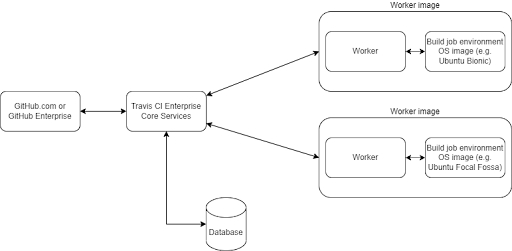 Worker image
Worker
Build job environment
OS image (e.g.
Ubuntu Bionic)
GitHub.com or
GitHub Enterprise
Travis CI Enterprise
Core Services
Worker image
Worker
Build job environment
OS image (e.g.
Ubuntu Focal Fossa)
Database